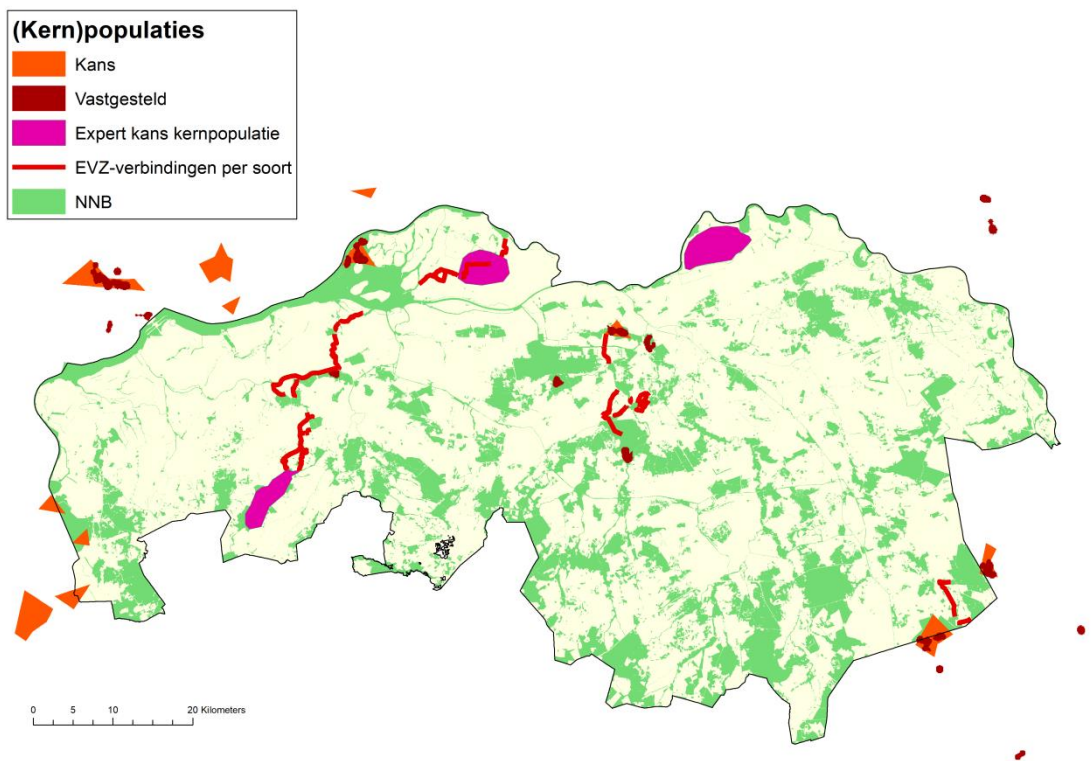 (Kern)populaties
Kans
Vastgesteld
Expert kans kernpopulatie
EVZ-verbindingen per soort
NNB
0 5 10 20 Kilometers